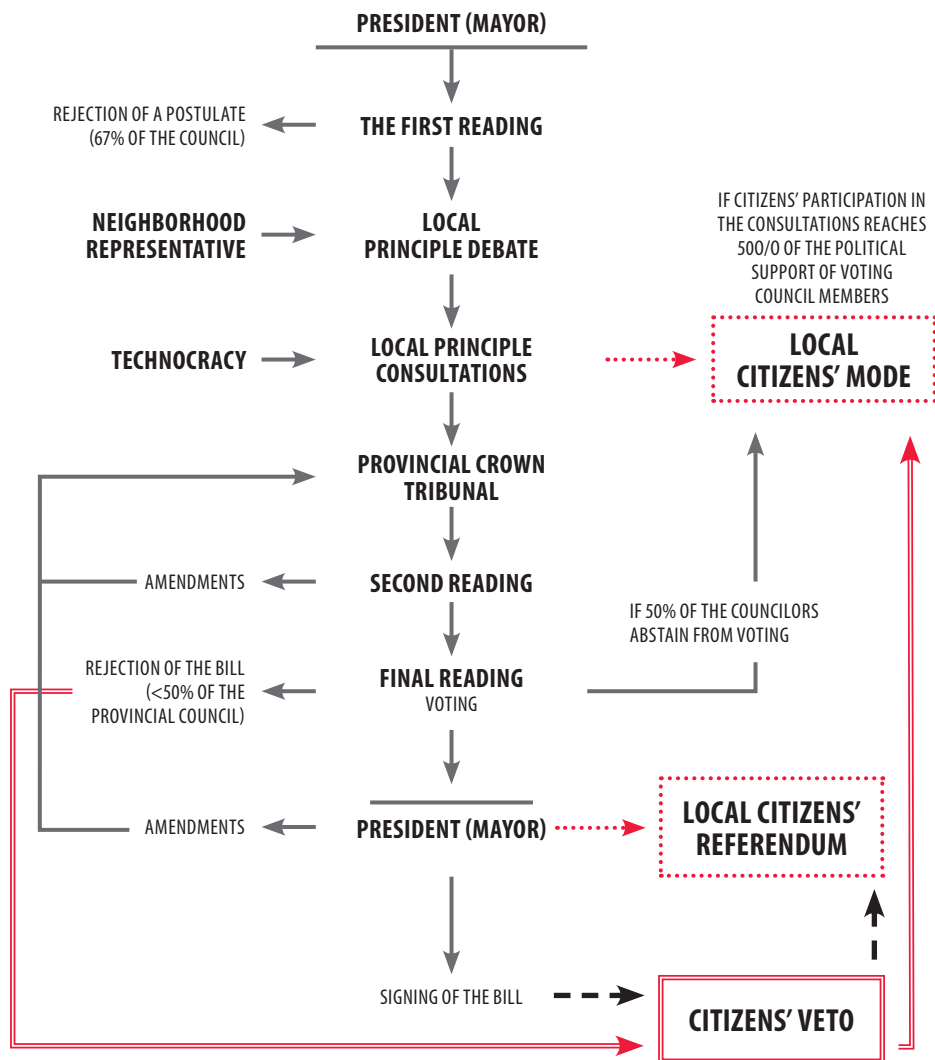 PRESIDENT (MAYOR)
REJECTION OF A POSTULATE
(67% OF THE COUNCIL)
THE FIRST READING
NEIGHBORHOOD
REPRESENTATIVE
LOCAL
PRINCIPLE DEBATE
IF CITIZENS’ PARTICIPATION IN
THE CONSULTATIONS REACHES
500/0 OF THE POLITICAL
SUPPORT OF VOTING
COUNCIL MEMBERS
TECHNOCRACY
LOCAL PRINCIPLE
CONSULTATIONS
LOCAL
CITIZENS’ MODE
PROVINCIAL CROWN
TRIBUNAL
AMENDMENTS
SECOND READING
IF 50% OF THE COUNCILORS
ABSTAIN FROM VOTING
REJECTION OF THE BILL
(<50% OF THE
PROVINCIAL COUNCIL)
FINAL READING
VOTING
AMENDMENTS
PRESIDENT (MAYOR)
LOCAL CITIZENS’
REFERENDUM
SIGNING OF THE BILL
CITIZENS’ VETO